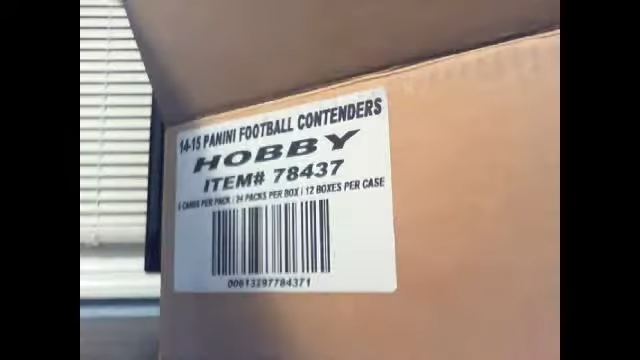 14-15 PANINI FOOTBALL CONTENDERS
HOBBY
ITEM# 78437
CARDS PER PACK / 24 PACKS PER BOX / 12 BOXES PER CASE
00613297784371